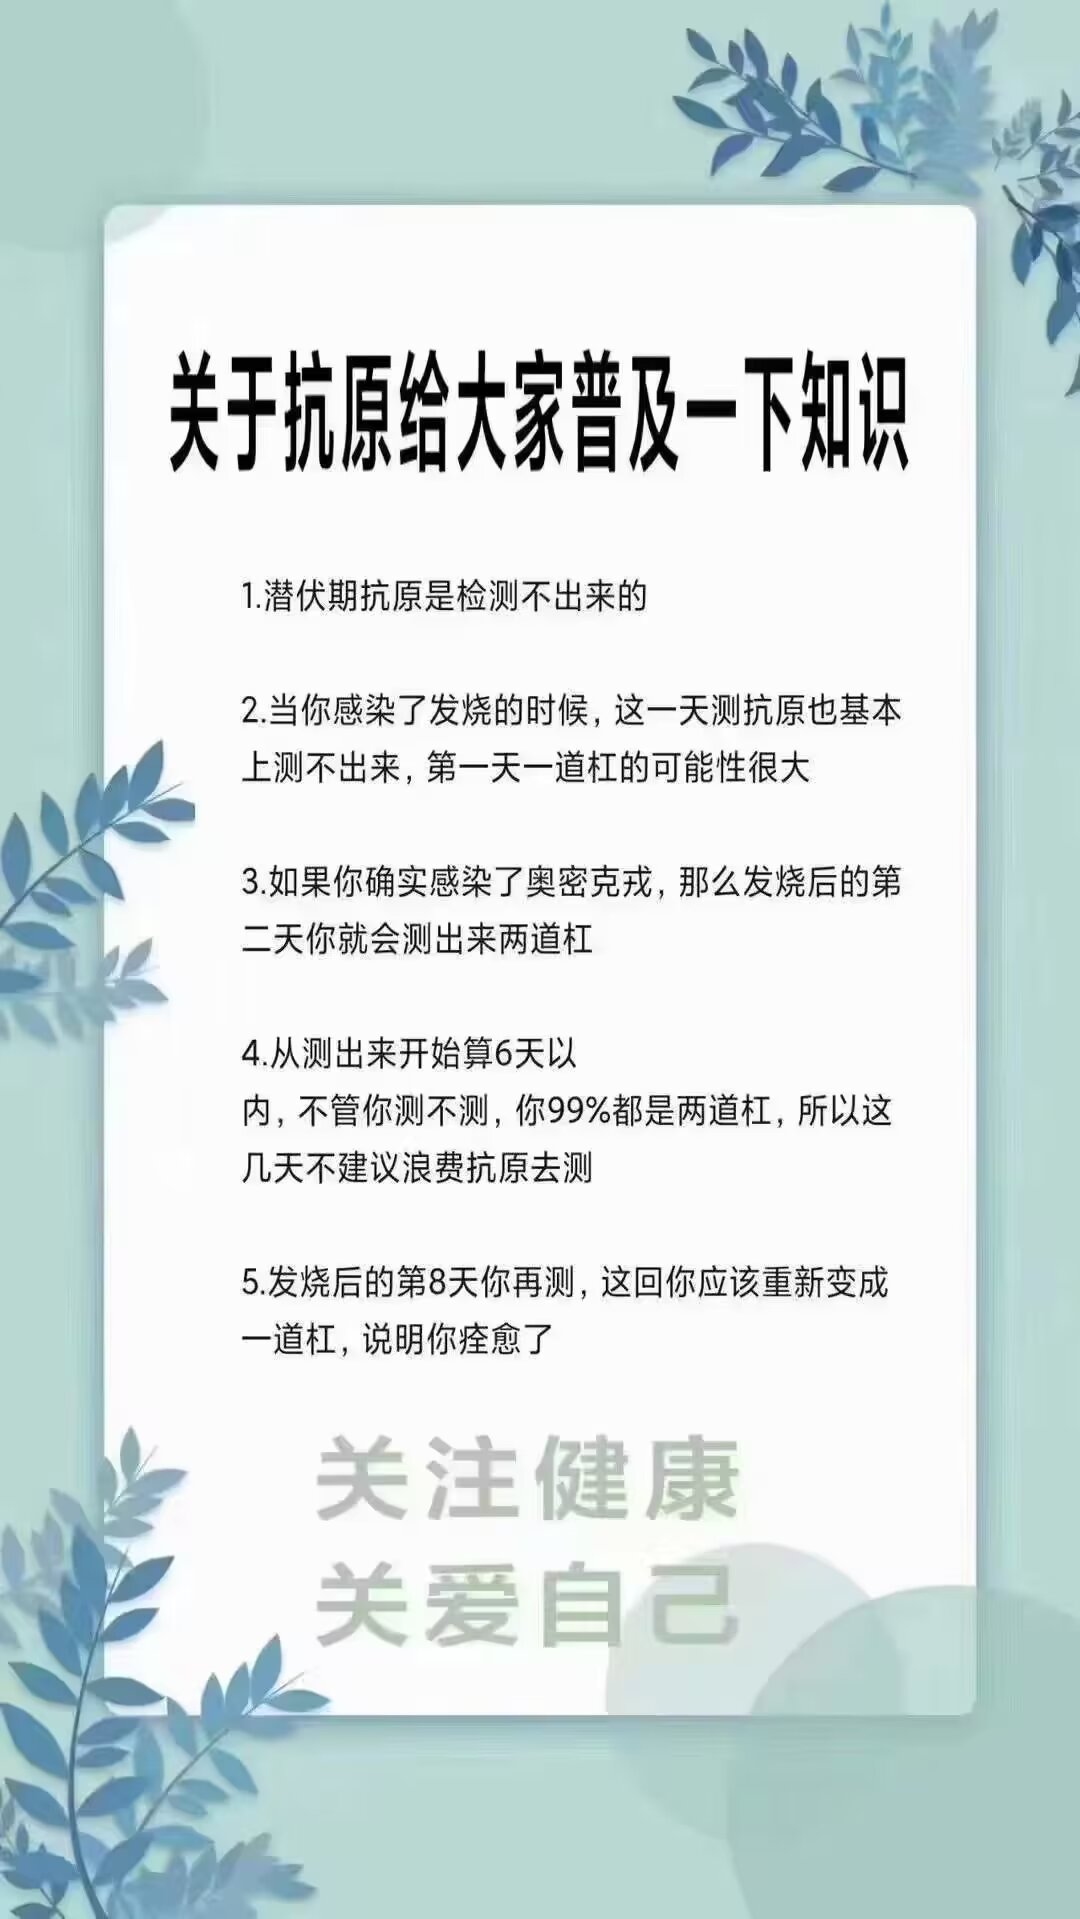 关于抗原给大家普及一下知识
1.潜伏期抗原是检测不出来的
2.当你感染了发烧的时候，这一天测抗原也基本
上测不出来，第一天一道杠的可能性很大
3.如果你确实感染了奥密克戎，那么发烧后的第
二天你就会测出来两道杠
4.从测出来开始算6天以
内，不管你测不测，你99%都是两道杠，所以这
几天不建议浪费抗原去测
5.发烧后的第8天你再测，这回你应该重新变成
一道杠，说明你痊愈了
关注健康
关爱自己